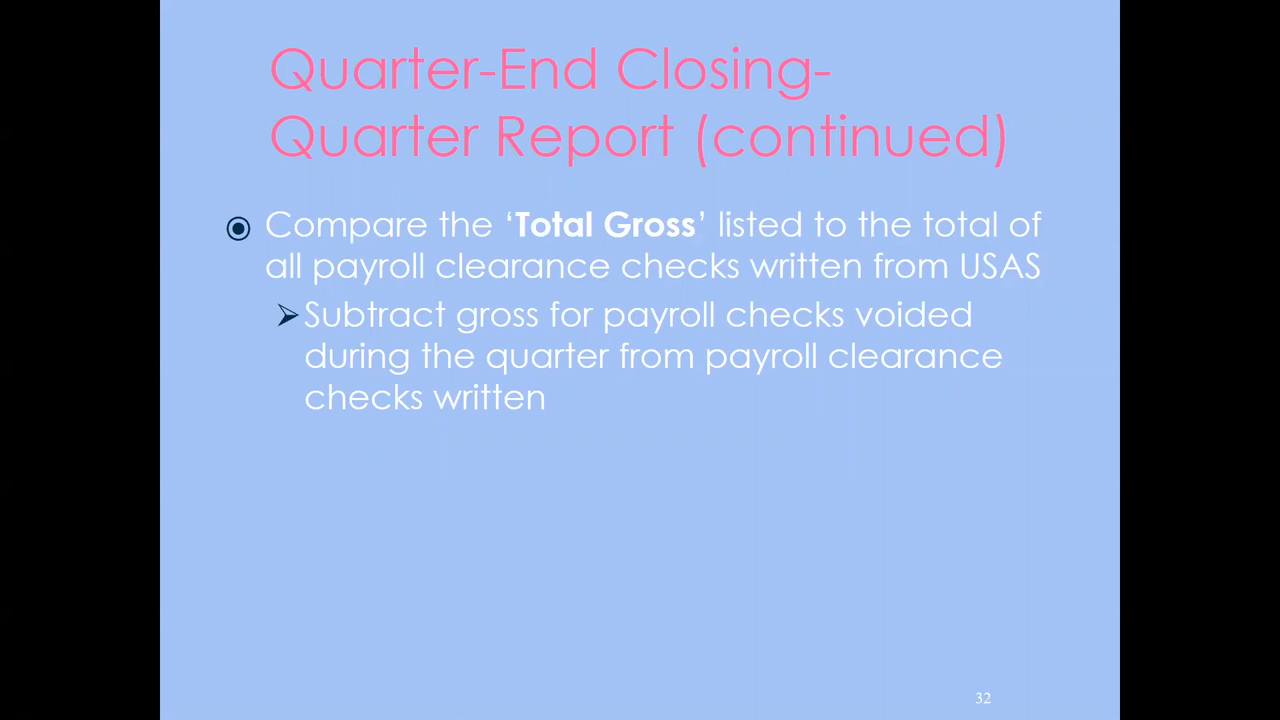 Quarter-End Closing-
Quarter Report (continued)
Compare the ‘Total Gross’ listed to the total of
all payroll clearance checks written from USAS
Subtract gross for payroll checks voided
during the quarter from payroll clearance
checks written
32